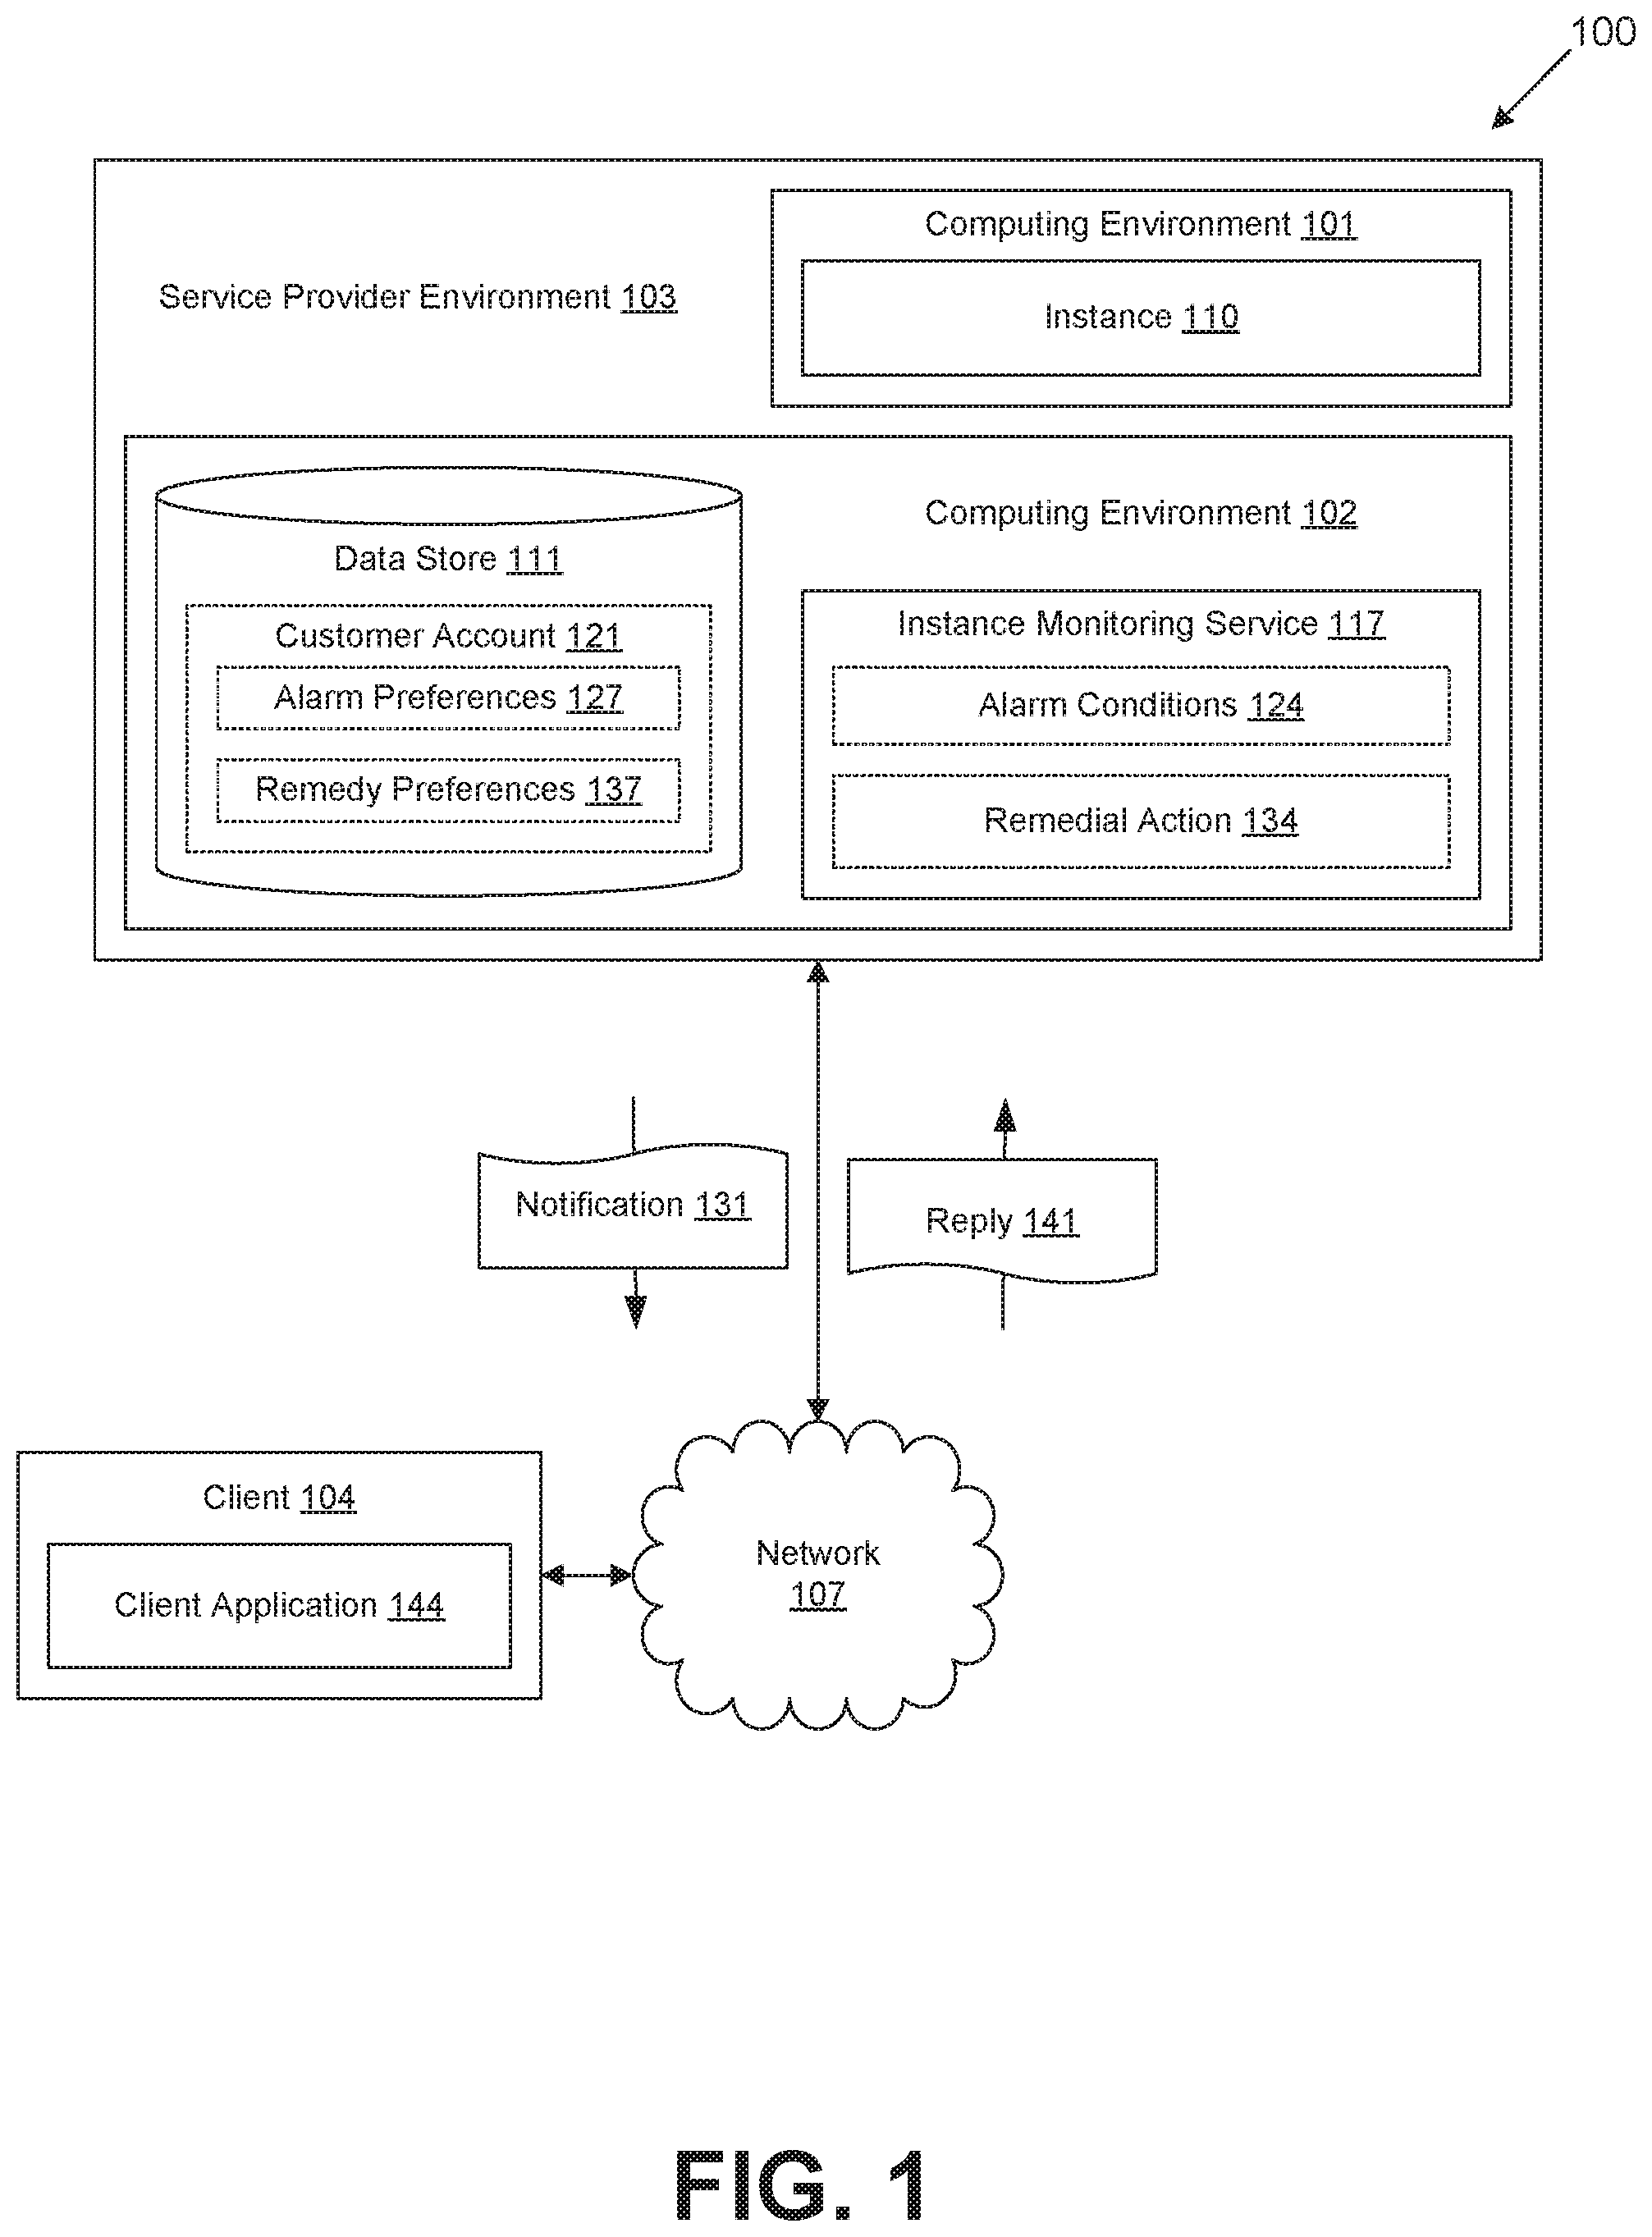 100
Computing Environment 101
Service Provider Environment 103
Instance 110
Computing Environment 102
Data Store 111
Customer Account 121
Alarm Preferences 127
Remedy Preferences 137
Instance Monitoring Service 117
Alarm Conditions 124
Remedial Action 134
Notification 131
Reply 141
Client 104
Client Application 144
Network
107
FIG. 1